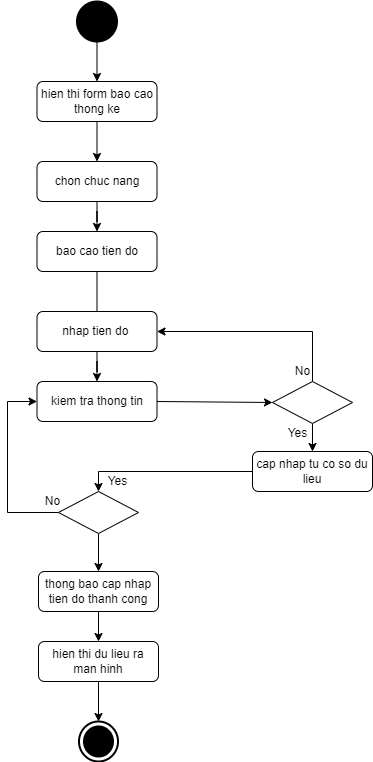 hien thi form bao cao
thong ke
chon chuc nang
bao cao tien do
nhap tien do
No
kiem tra thong tin
Yes
cap nhap tu co so du
lieu
Yes
No
thong bao cap nhap
tien do thanh cong
hien thi du lieu ra
man hinh